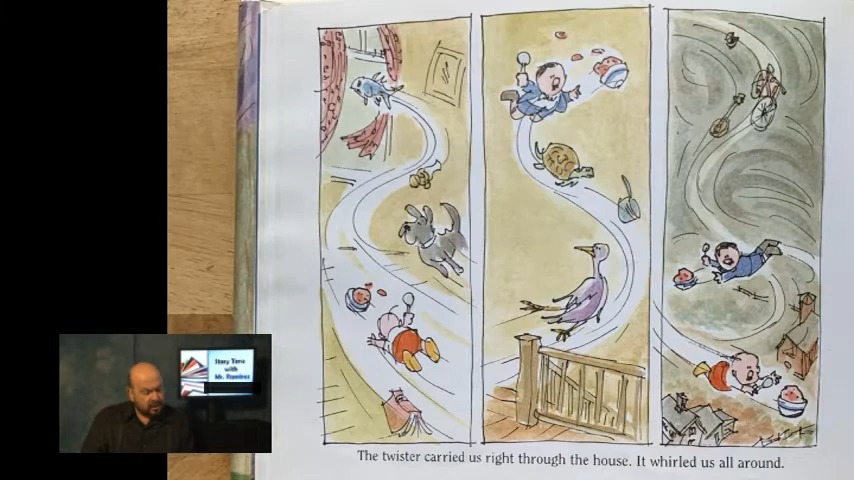 Story Time
with
Mr. Ramirez
The twister carried us right through the house. It whirled us all around.